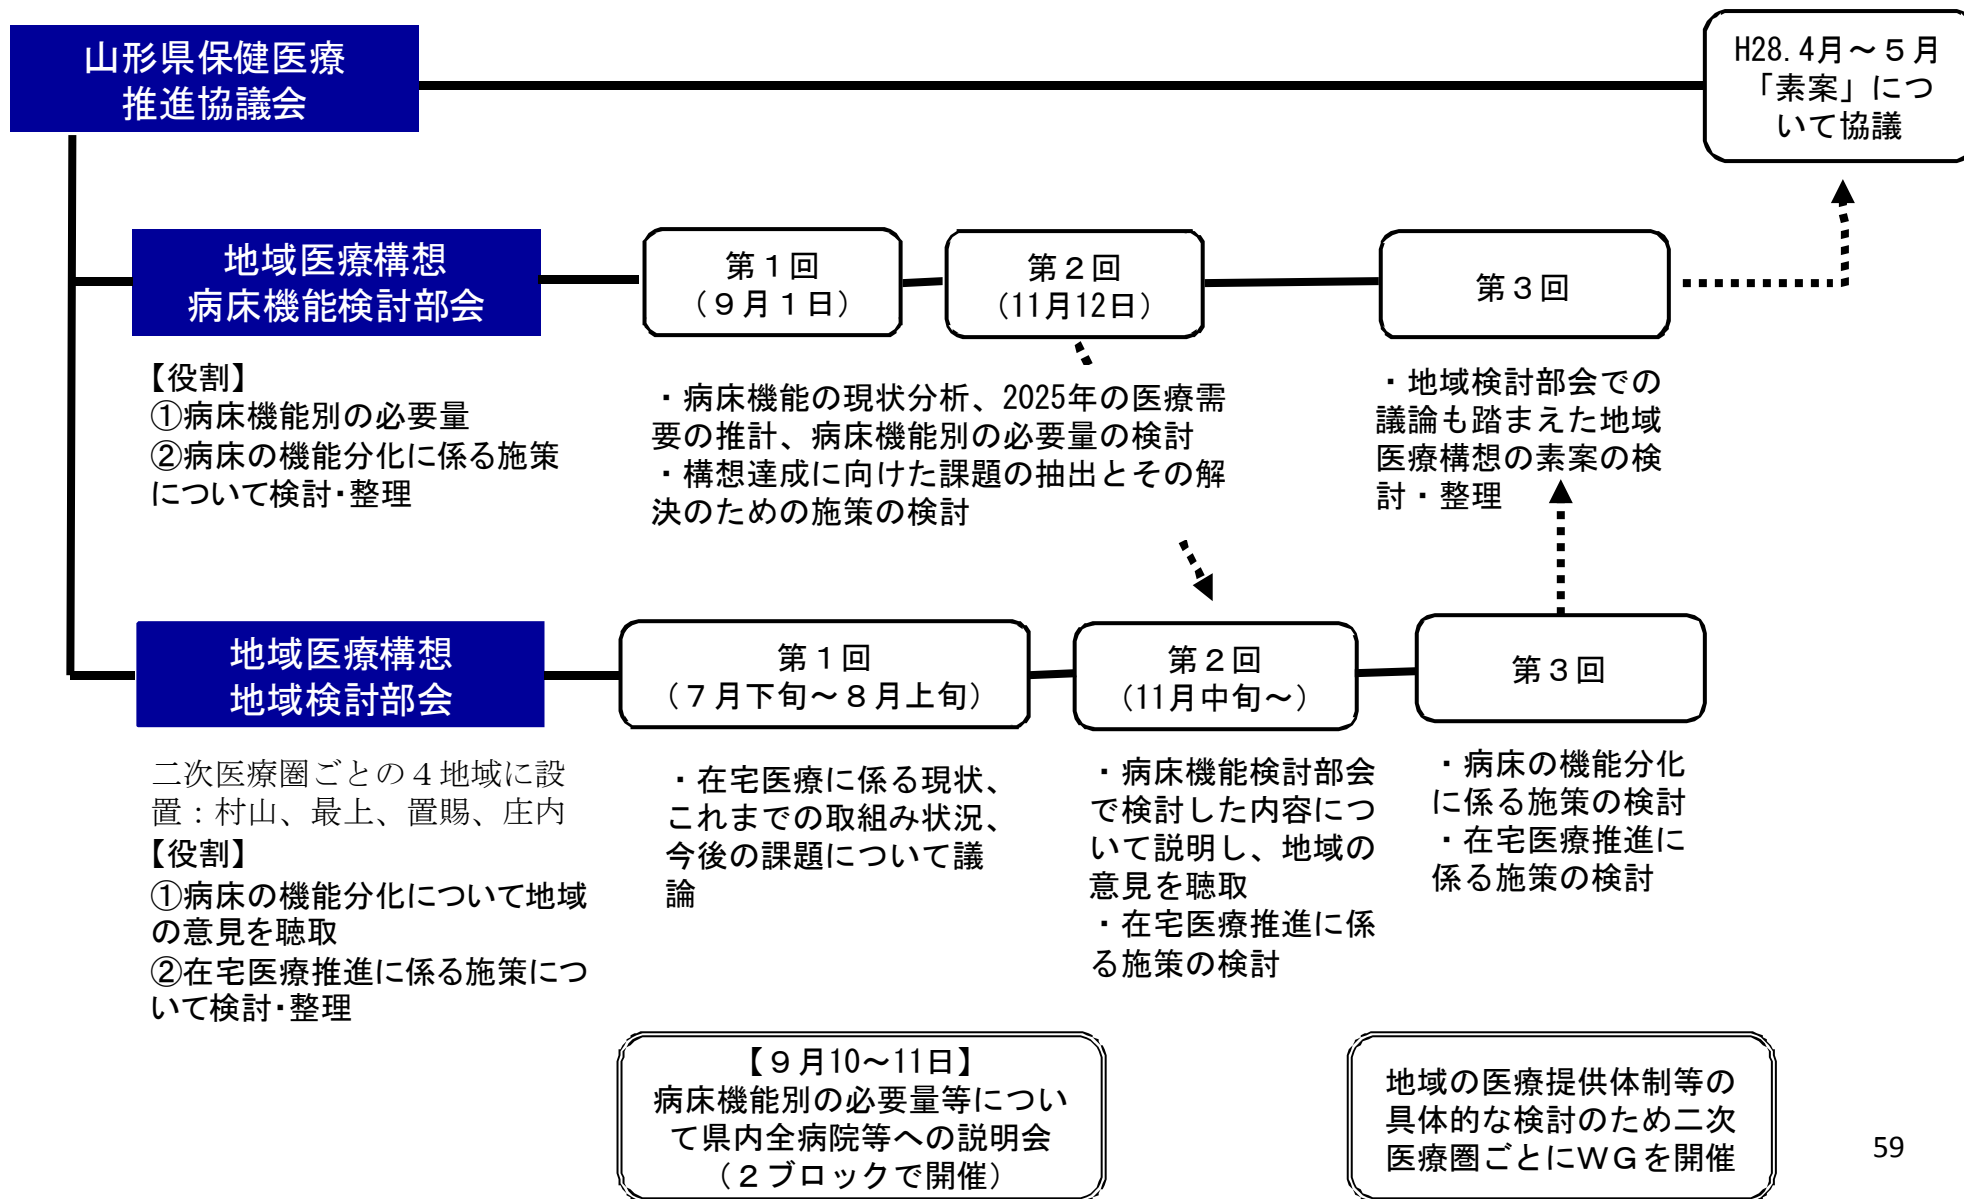 山形県保健医療
推進協議会
H28.4月～５月
「素案」につ
いて協議
地域医療構想
病床機能検討部会
第１回
（９月１日）
第２回
（11月12日）
第３回
【役割】
①病床機能別の必要量
②病床の機能分化に係る施策
について検討・整理
・病床機能の現状分析、2025年の医療需
要の推計、病床機能別の必要量の検討
・構想達成に向けた課題の抽出とその解
決のための施策の検討
・地域検討部会での
議論も踏まえた地域
医療構想の素案の検
討・整理
地域医療構想
地域検討部会
第１回
（７月下旬～８月上旬）
第２回
（11月中旬～）
第３回
二次医療圏ごとの４地域に設
置：村山、最上、置賜、庄内
【役割】
①病床の機能分化について地域
の意見を聴取
②在宅医療推進に係る施策につ
いて検討・整理
・在宅医療に係る現状、
これまでの取組み状況、
今後の課題について議
論
・病床機能検討部会
で検討した内容につ
いて説明し、地域の
意見を聴取
・在宅医療推進に係
る施策の検討
・病床の機能分化
に係る施策の検討
・在宅医療推進に
係る施策の検討
【９月10～11日】
病床機能別の必要量等につい
て県内全病院等への説明会
（２ブロックで開催）
地域の医療提供体制等の
具体的な検討のため二次
医療圏ごとにＷＧを開催
59